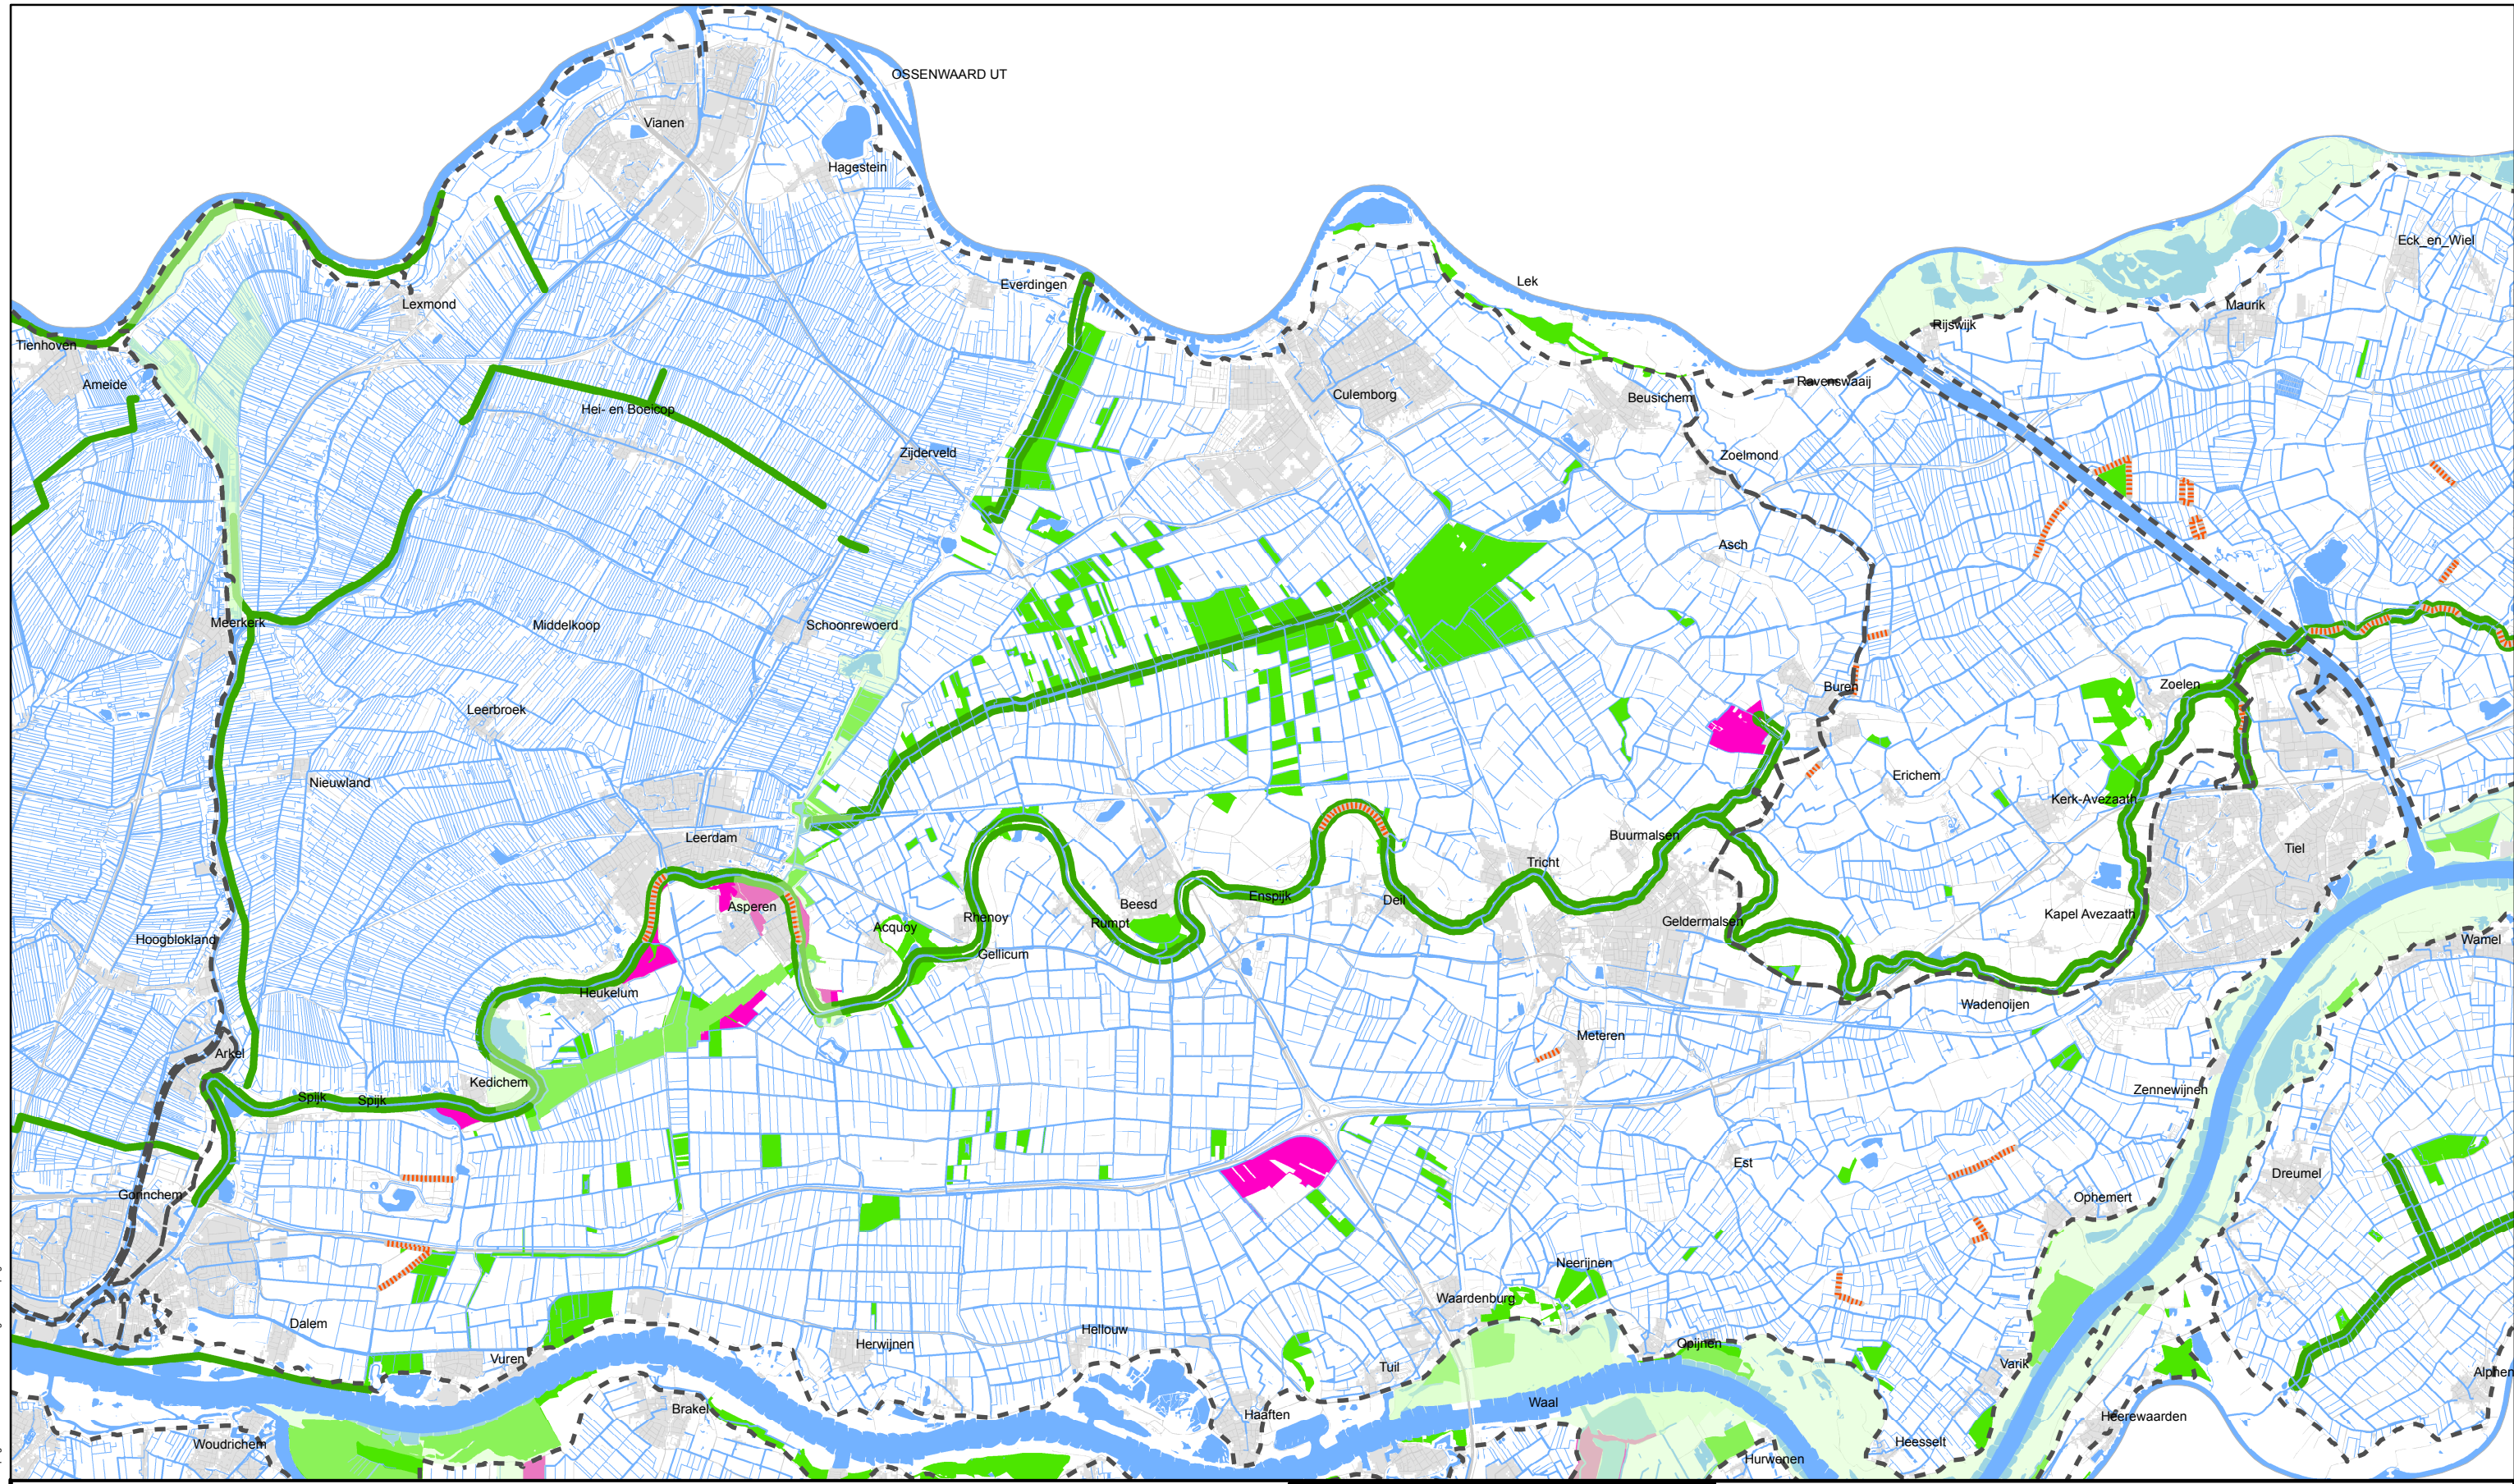 OSSENWAARD UT
Vianen
Hagestein
Eck_en_Wiel
Everdingen
Lek
Lexmond
Maurik
Rijswijk
Tienhoven
Ameide
Ravenswaaij
Culemborg
Beusichem
Hei- en Boeicop
Zijderveld
Zoelmond
Asch
Meerkerk
Middelkoop
Schoonrewoerd
Buren
Zoelen
Leerbroek
Nieuwland
Erichem
Kerk-Avezaath
Leerdam
Buurmalsen
Tricht
Tiel
Asperen
Beesd
Enspijk
Deil
Acquoy
Rhenoy
Rumpt
Geldermalsen
Kapel Avezaath
Hoogblokland
Gellicum
Wamel
Heukelum
Wadenoijen
Meteren
Arkel
Kedichem
Spijk
Spijk
Zennewijnen
Est
Dreumel
Gorinchem
Ophemert
Neerijnen
Waardenburg
Dalem
Hellouw
Herwijnen
Opijnen
Vuren
Tuil
Varik
Alphen
Brakel
Waal
Haaften
Heerewaarden
Woudrichem
Heesselt
Hurwenen